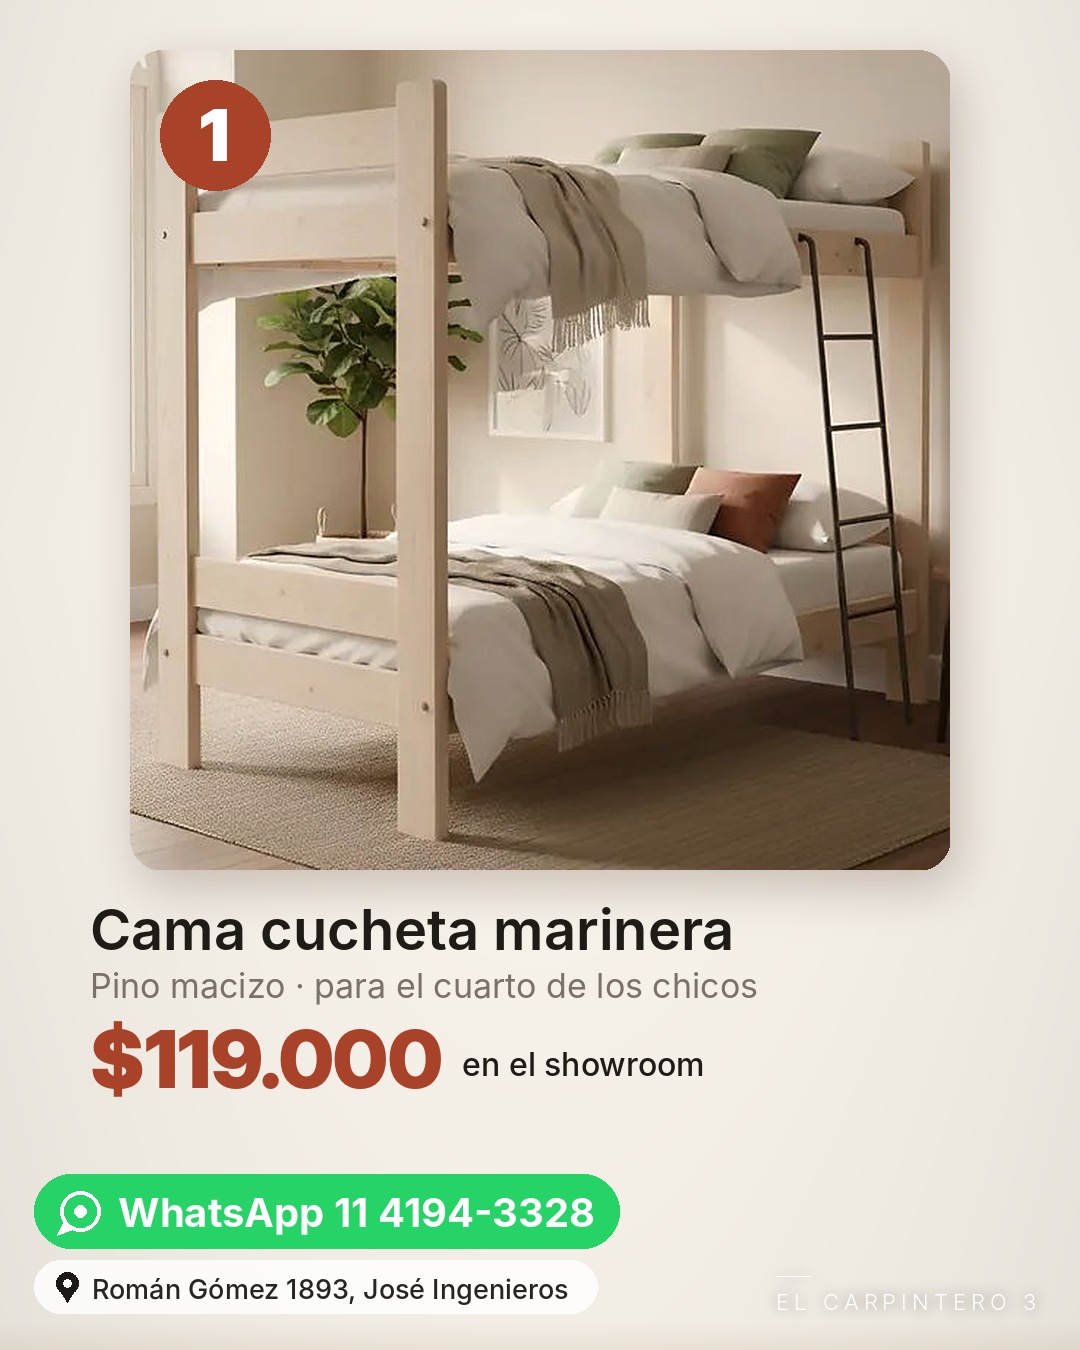 1
Cama cucheta marinera
Pino macizo · para el cuarto de los chicos
$119.000 en el showroom
WhatsApp 11 4194-3328
Román Gómez 1893, José Ingenieros
EL CARPINTERO 3